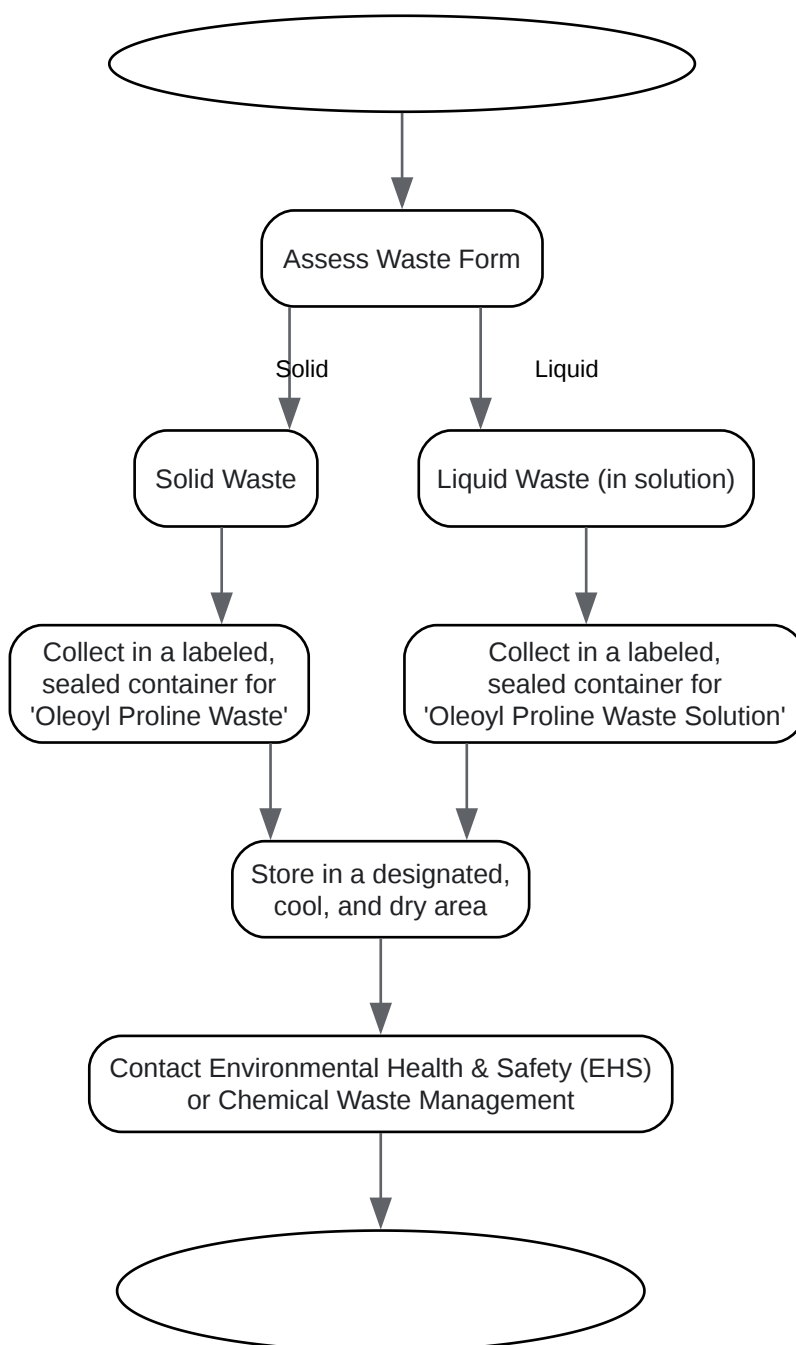 Assess Waste Form
Solid
Liquid
Solid Waste
Liquid Waste (in solution)
Collect in a labeled,
sealed container for
'Oleoyl Proline Waste'
Collect in a labeled,
sealed container for
'Oleoyl Proline Waste Solution'
Store in a designated,
cool, and dry area
Contact Environmental Health & Safety (EHS)
or Chemical Waste Management